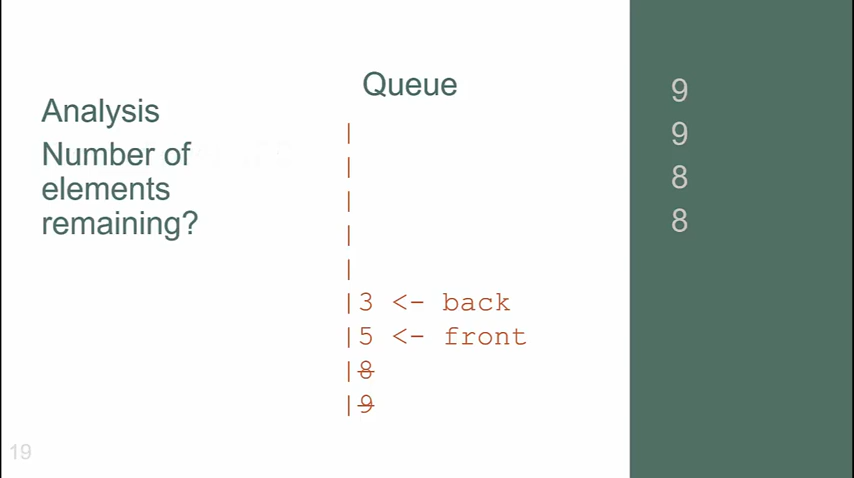 Analysis
Number of
elements
remaining?
Queue
|
|
|
|
|
|3 <- back
|5 <- front
|8
|9
9
9
8
8
19